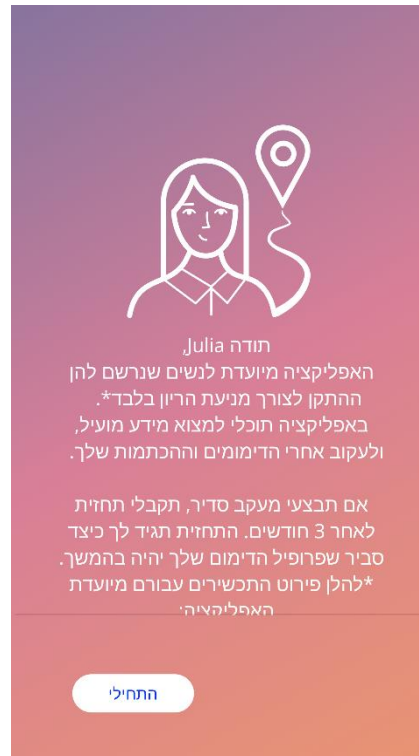 תודה Julia,
האפליקציה מיועדת לנשים שנרשם להן
ההתקן לצורך מניעת הריון בלבד*.
באפליקציה תוכלי למצוא מידע מועיל,
ולעקוב אחרי הדימומים וההכתמות שלך.
אם תבצעי מעקב סדיר, תקבלי תחזית
לאחר 3 חודשים. התחזית תגיד לך כיצד
סביר שפרופיל הדימום שלך יהיה בהמשך.
*להלן פירוט התכשירים עבורם מיועדת
האפליקציה:
התחילי